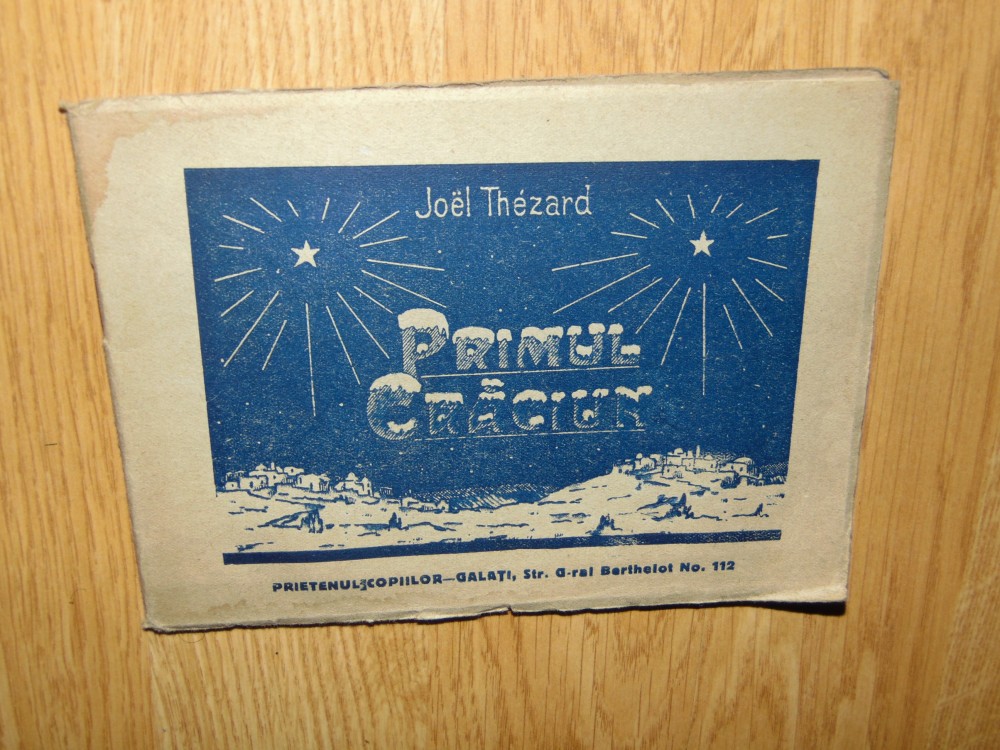 Joël Thézard
PRIMUL
CRĂCIUN
PRIETENUL COPIILOR—GALAȚI, Str. G-ral Berthelot No. 112